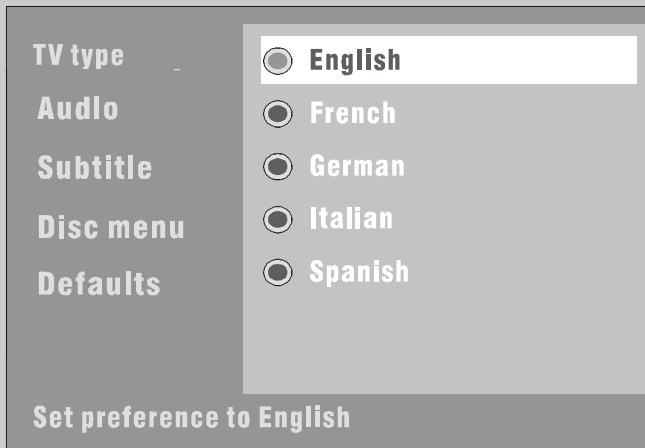 TV type
Audlo
Subtitle
Disc menu
Defaults
English
French
German
Italian
Spanish
Set preference to English